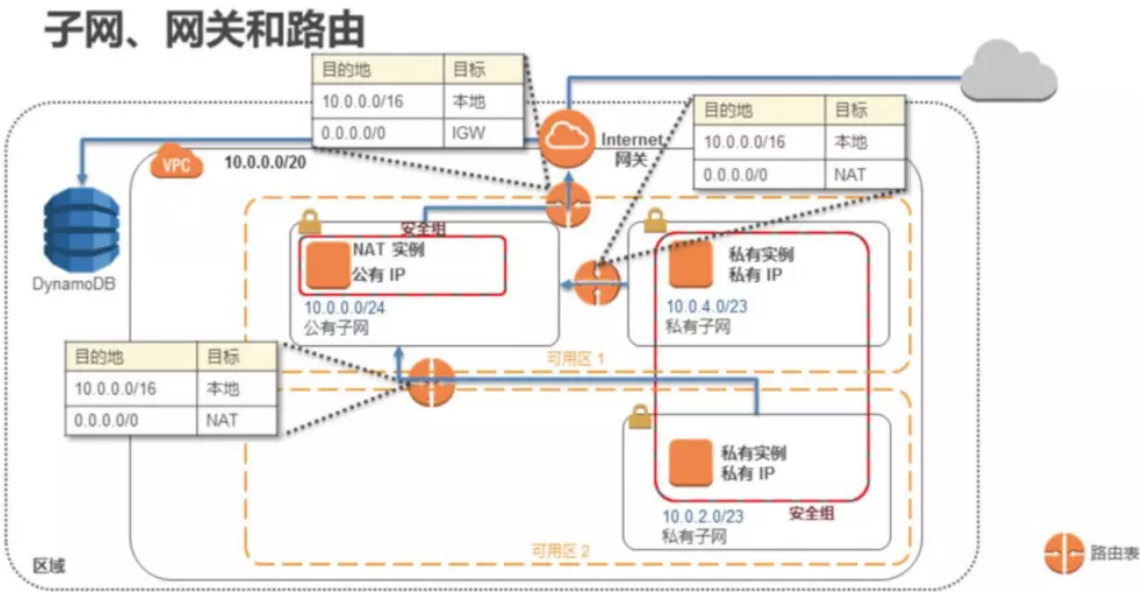 子网、网关和路由
目的地 目标
10.0.0.0/16 本地
0.0.0.0/0 IGW
目的地 目标
10.0.0.0/16 本地
0.0.0.0/0 NAT
Internet
网关
VPC
10.0.0.0/20
DynamoDB
安全组
NAT 实例
公有 IP
10.0.0.0/24
公有子网
私有实例
私有 IP
10.0.4.0/23
私有子网
可用区 1
目的地 目标
10.0.0.0/16 本地
0.0.0.0/0 NAT
私有实例
私有 IP
10.0.2.0/23
安全组
私有子网
可用区 2
区域
路由表